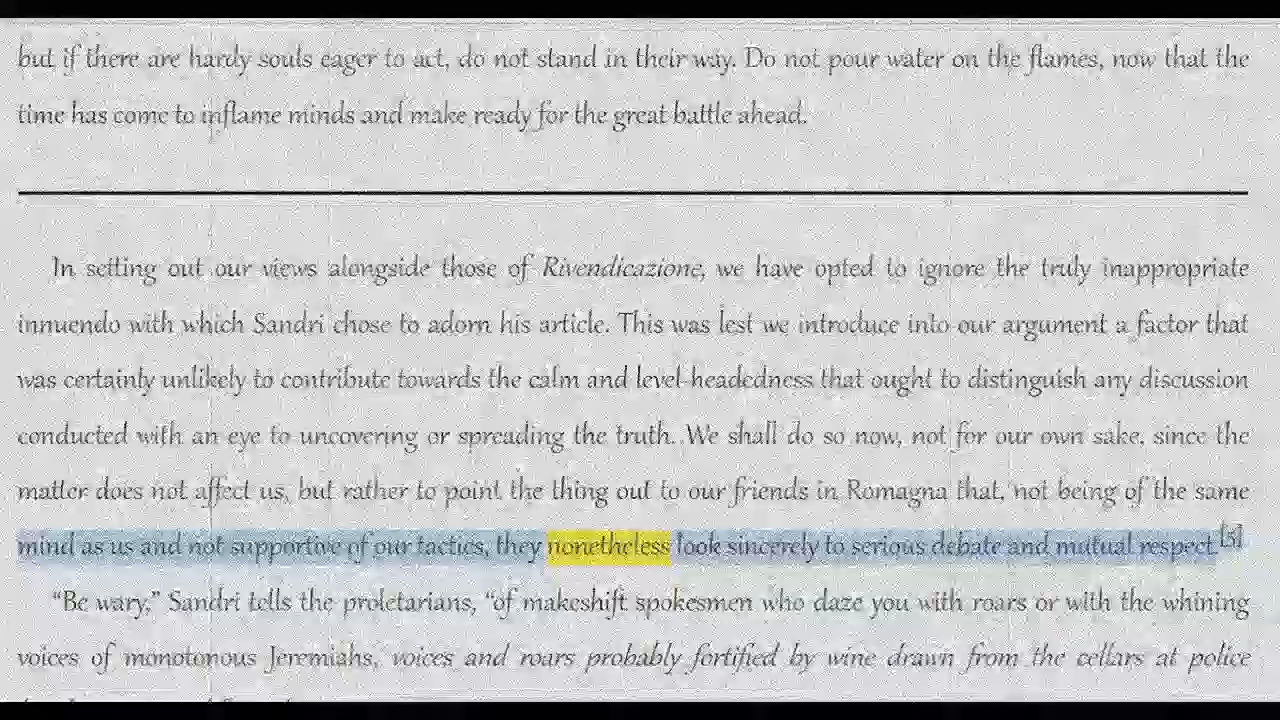 but if there are hardy souls eager to act, do not stand in their way. Do not pour water on the flames, now that the
time has come to inflame minds and make ready for the great battle ahead.
In setting out our views alongside those of Rivendicazione, we have opted to ignore the truly inappropriate
innuendo with which Sandri chose to adorn his article. This was lest we introduce into our argument a factor that
was certainly unlikely to contribute towards the calm and level-headedness that ought to distinguish any discussion
conducted with an eye to uncovering or spreading the truth. We shall do so now, not for our own sake, since the
matter does not affect us, but rather to point the thing out to our friends in Romagna that, not being of the same
mind as us and not supportive of our tactics, they nonetheless look sincerely to serious debate and mutual respect.[5]
“Be wary,” Sandri tells the proletarians, “of makeshift spokesmen who daze you with roars or with the whining
voices of monotonous Jeremiahs, voices and roars probably fortified by wine drawn from the cellars at police